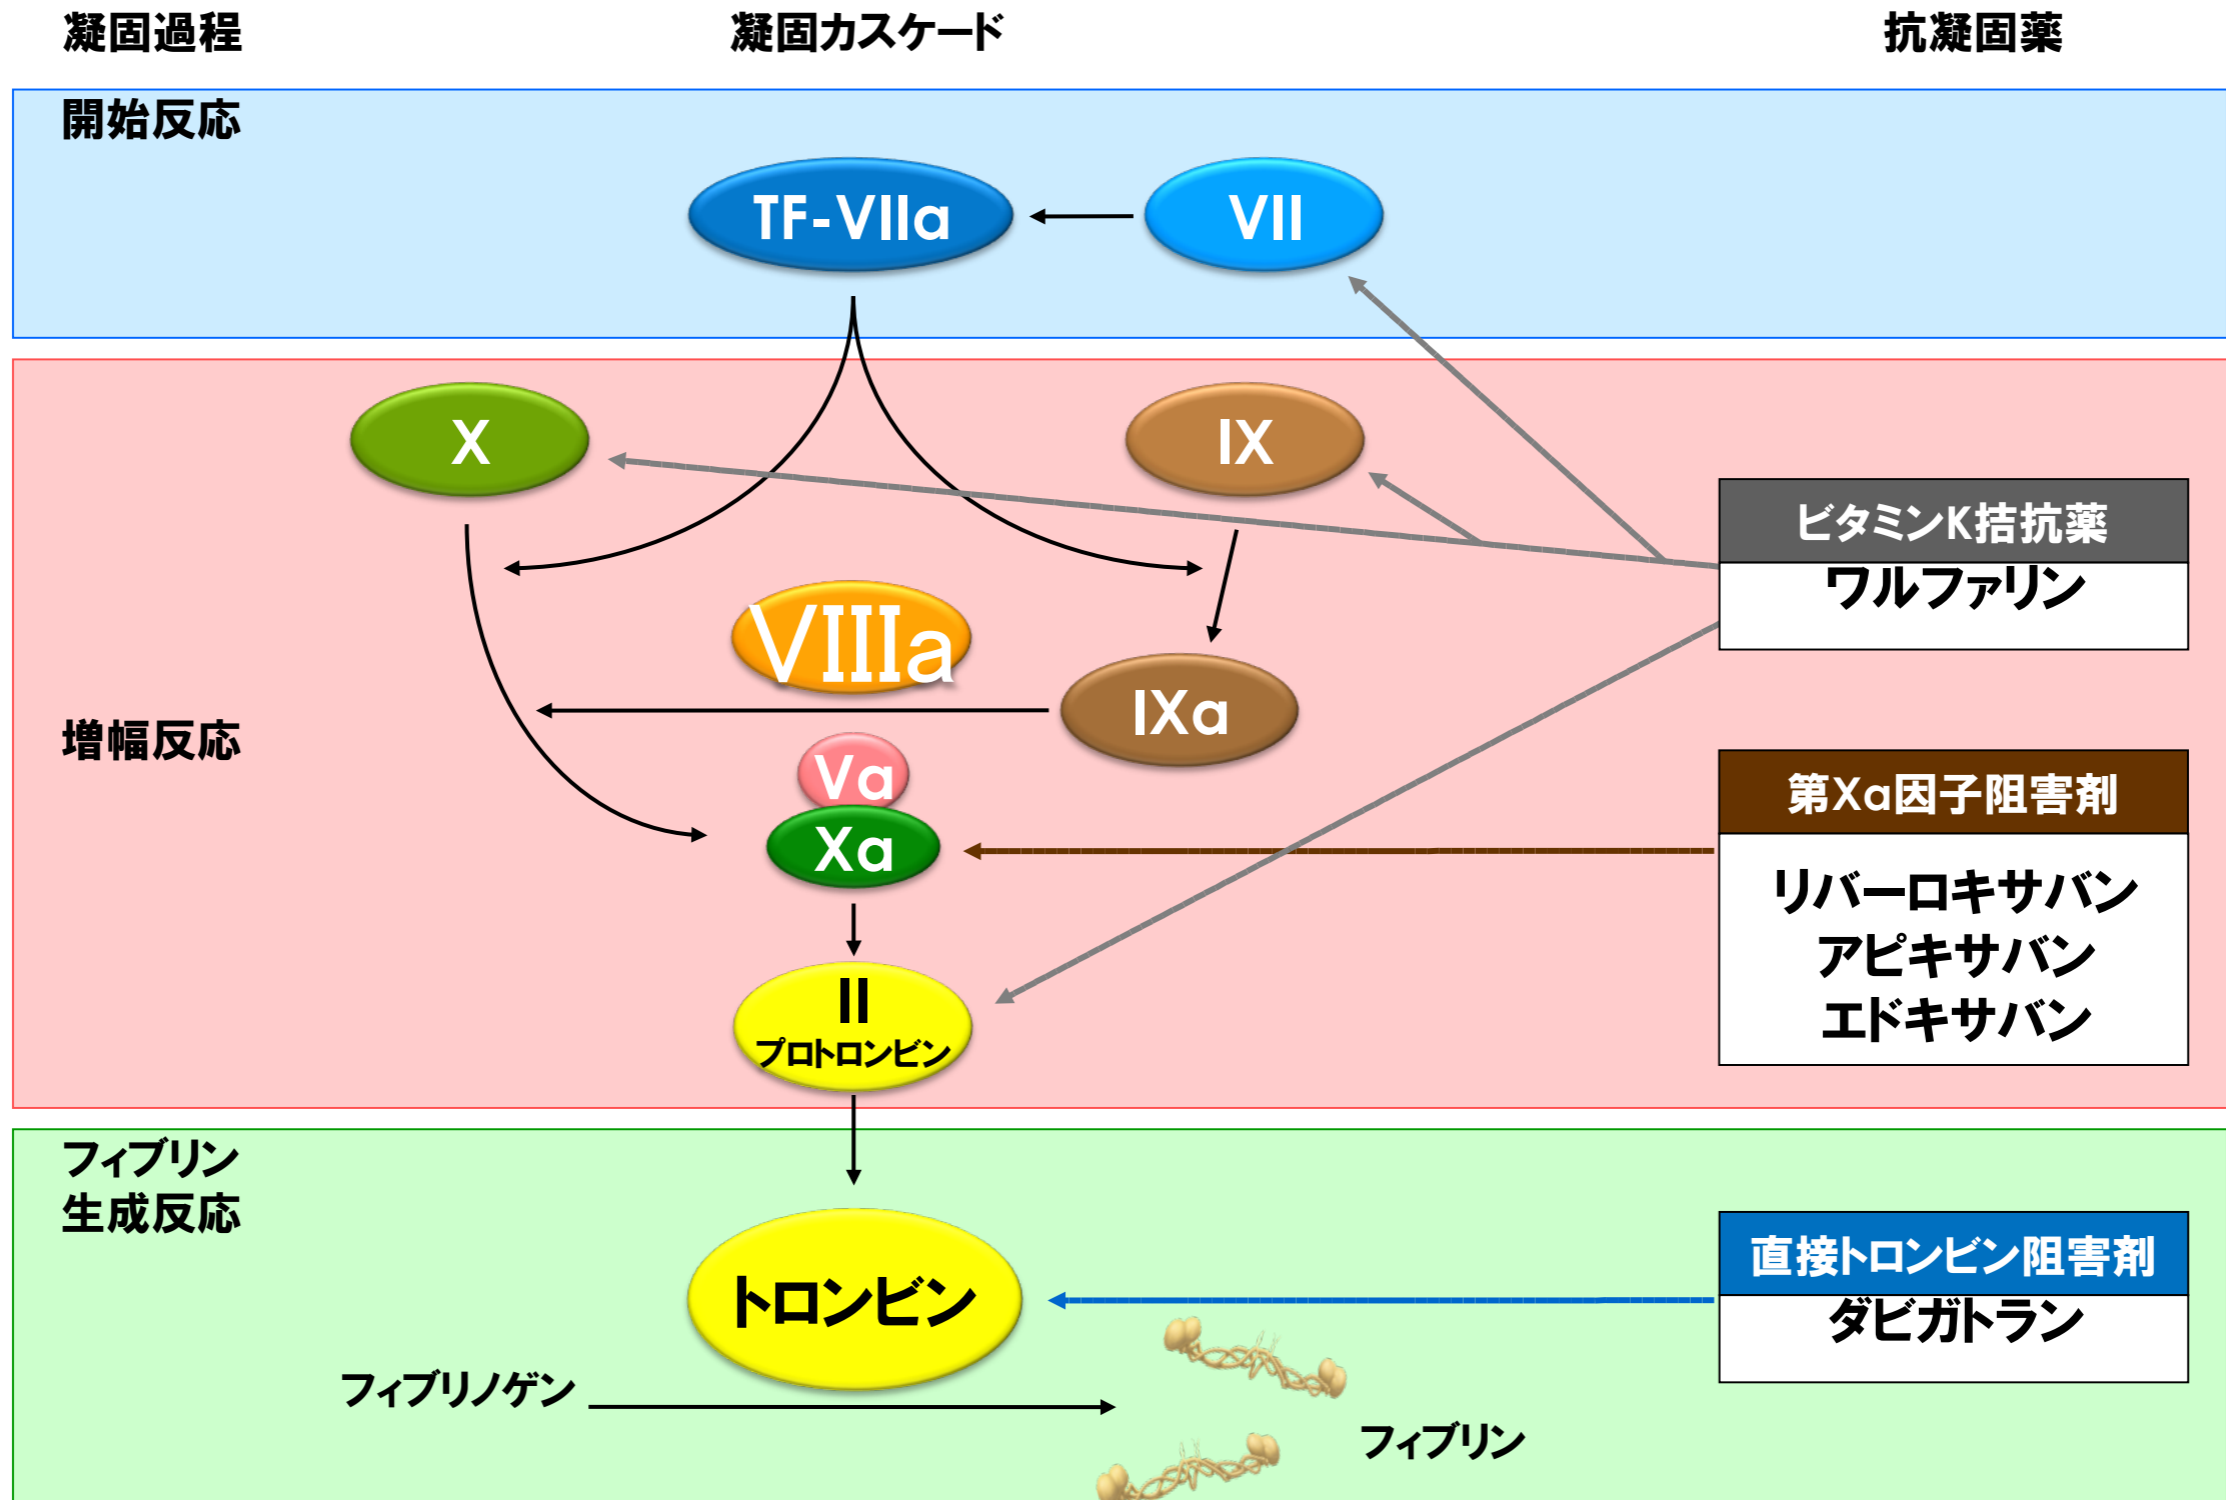 凝固過程
凝固カスケード
抗凝固薬
開始反応
TF-VIIa
VII
X
IX
ビタミンK拮抗薬
ワルファリン
VIIIa
IXa
増幅反応
Va
第Xa因子阻害剤
Xa
リバーロキサバン
アピキサバン
エドキサバン
II
プロトロンビン
フィブリン
生成反応
直接トロンビン阻害剤
トロンビン
ダビガトラン
フィブリノゲン
フィブリン